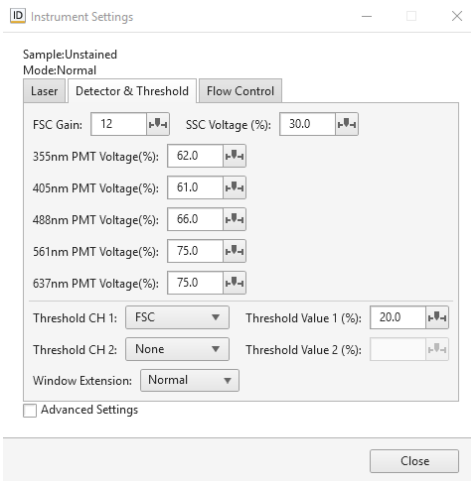 ID Instrument Settings
Sample:Unstained
Mode:Normal
Laser Detector & Threshold Flow Control
FSC Gain: 12 SSC Voltage (%): 30.0
355nm PMT Voltage(%): 62.0
405nm PMT Voltage(%): 61.0
488nm PMT Voltage(%): 66.0
561nm PMT Voltage(%): 75.0
637nm PMT Voltage(%): 75.0
Threshold CH 1: FSC Threshold Value 1 (%): 20.0
Threshold CH 2: None Threshold Value 2 (%):
Window Extension: Normal
Advanced Settings
Close